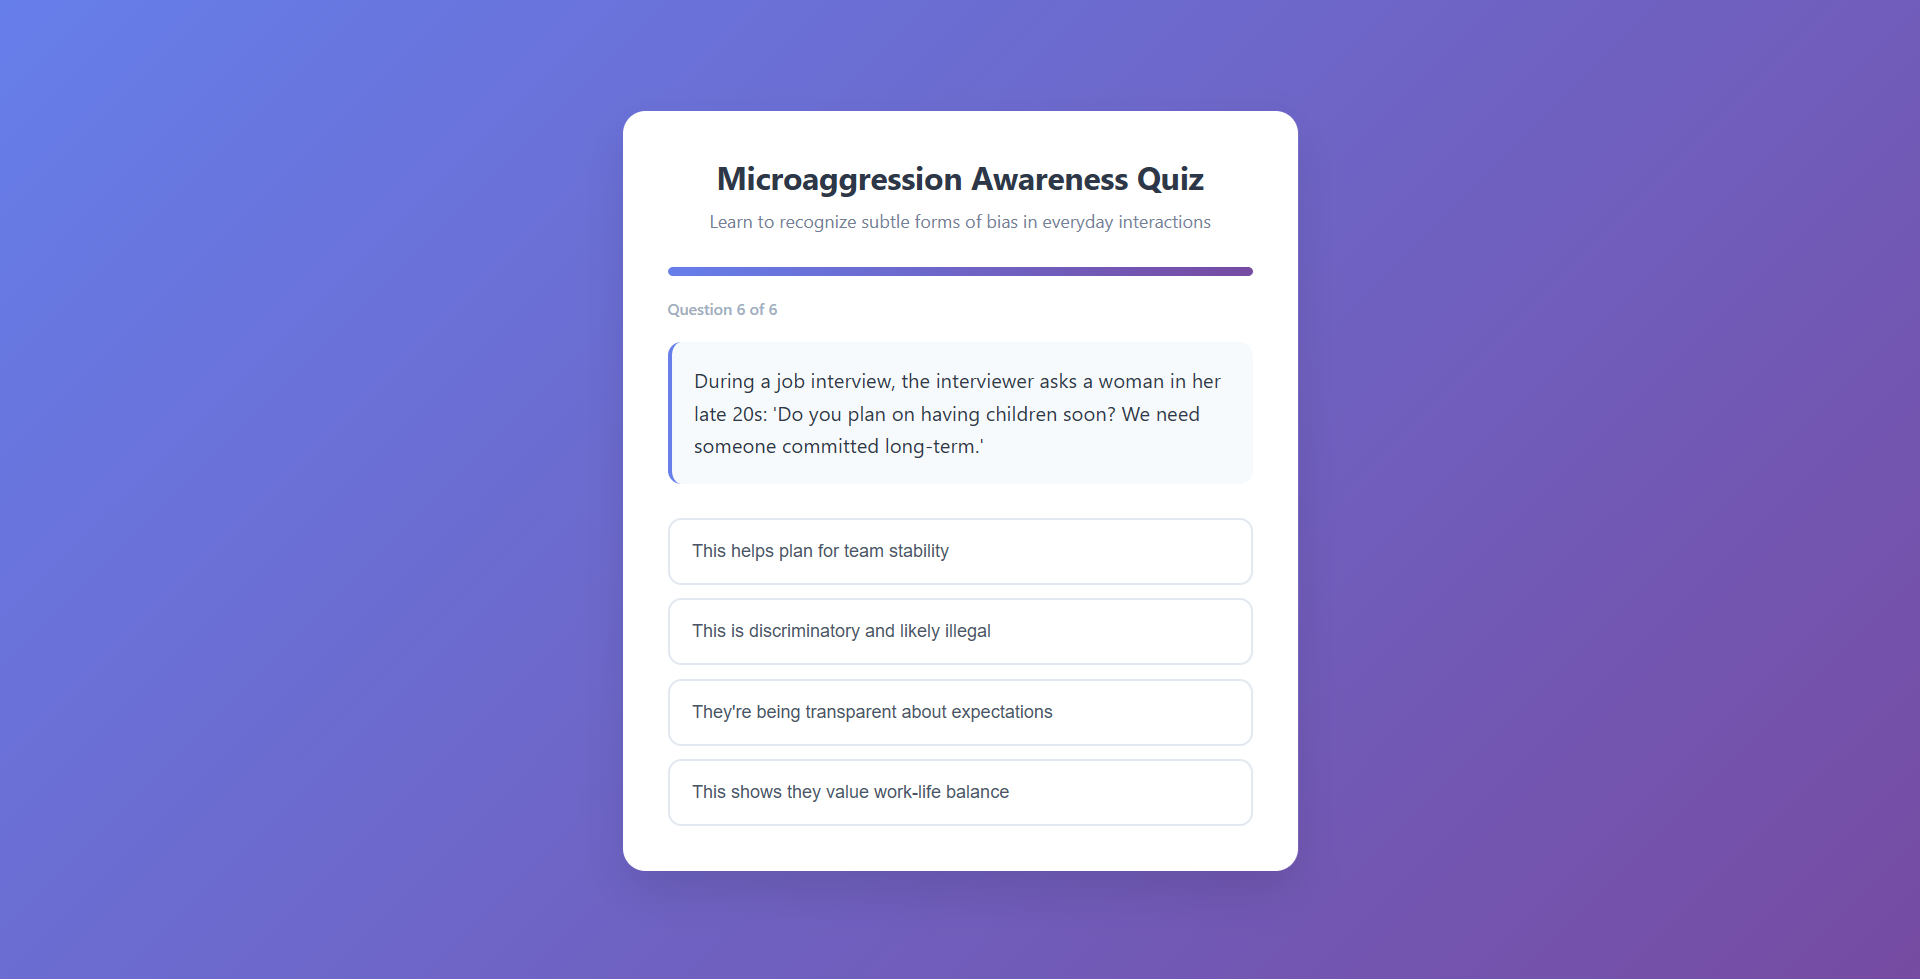 Microaggression Awareness Quiz
Learn to recognize subtle forms of bias in everyday interactions
Question 6 of 6
During a job interview, the interviewer asks a woman in her
late 20s: 'Do you plan on having children soon? We need
someone committed long-term.'
This helps plan for team stability
This is discriminatory and likely illegal
They're being transparent about expectations
This shows they value work-life balance